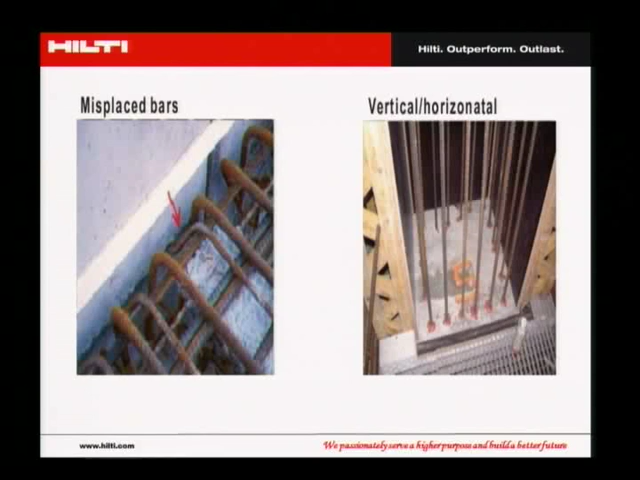 HILTI
Hilti. Outperform. Outlast.
Misplaced bars
Vertical/horizonatal
www.hilti.com
We passionately serve a higher purpose and build a better future